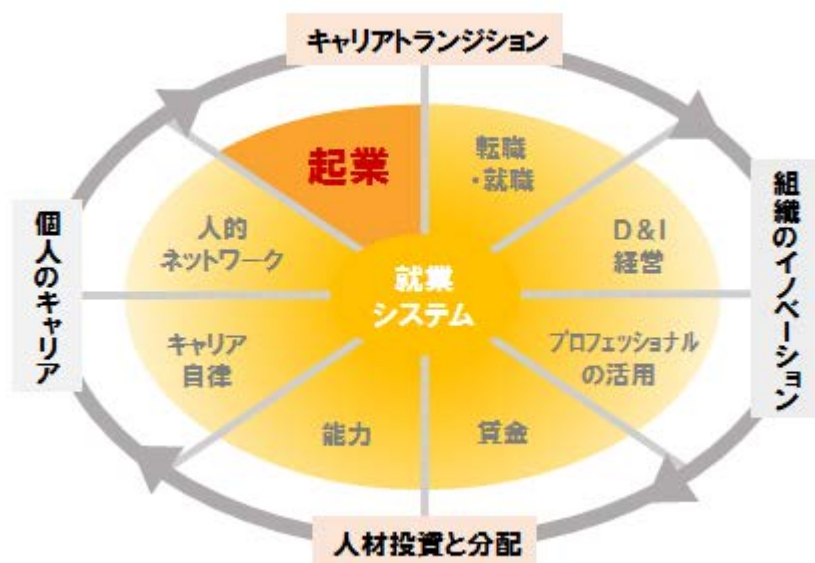 キャリアトランジション
起業
転職
・就職
人的
ネットワーク
D&I
経営
個人のキャリア
組織のイノベーション
就業
システム
キャリア
自律
プロフェッショナル
の活用
能力
賃金
人材投資と分配